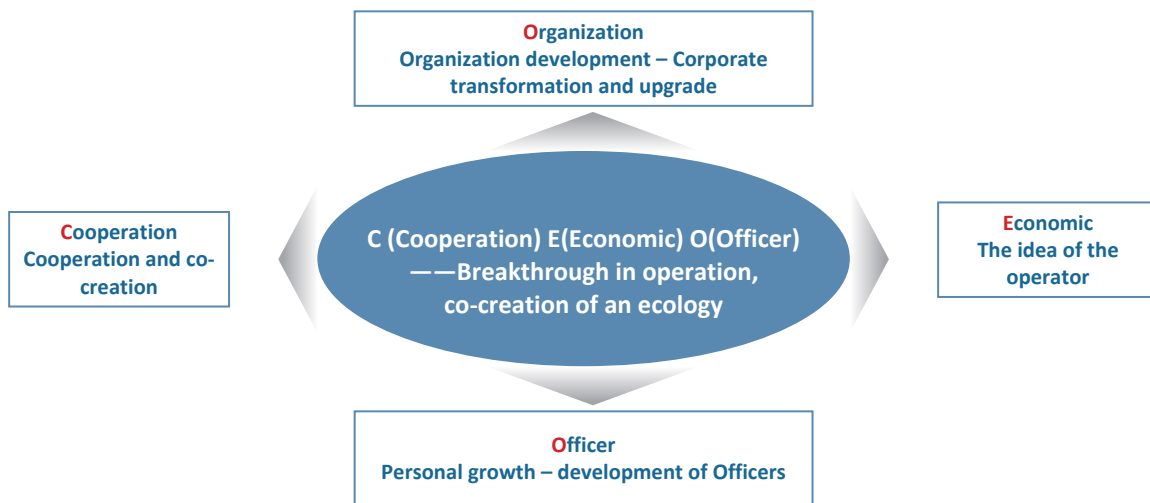 Organization
Organization development – Corporate
transformation and upgrade
Cooperation
Cooperation and co-
creation
C (Cooperation) E(Economic) O(Officer)
——Breakthrough in operation,
co-creation of an ecology
Economic
The idea of the
operator
Officer
Personal growth – development of Officers